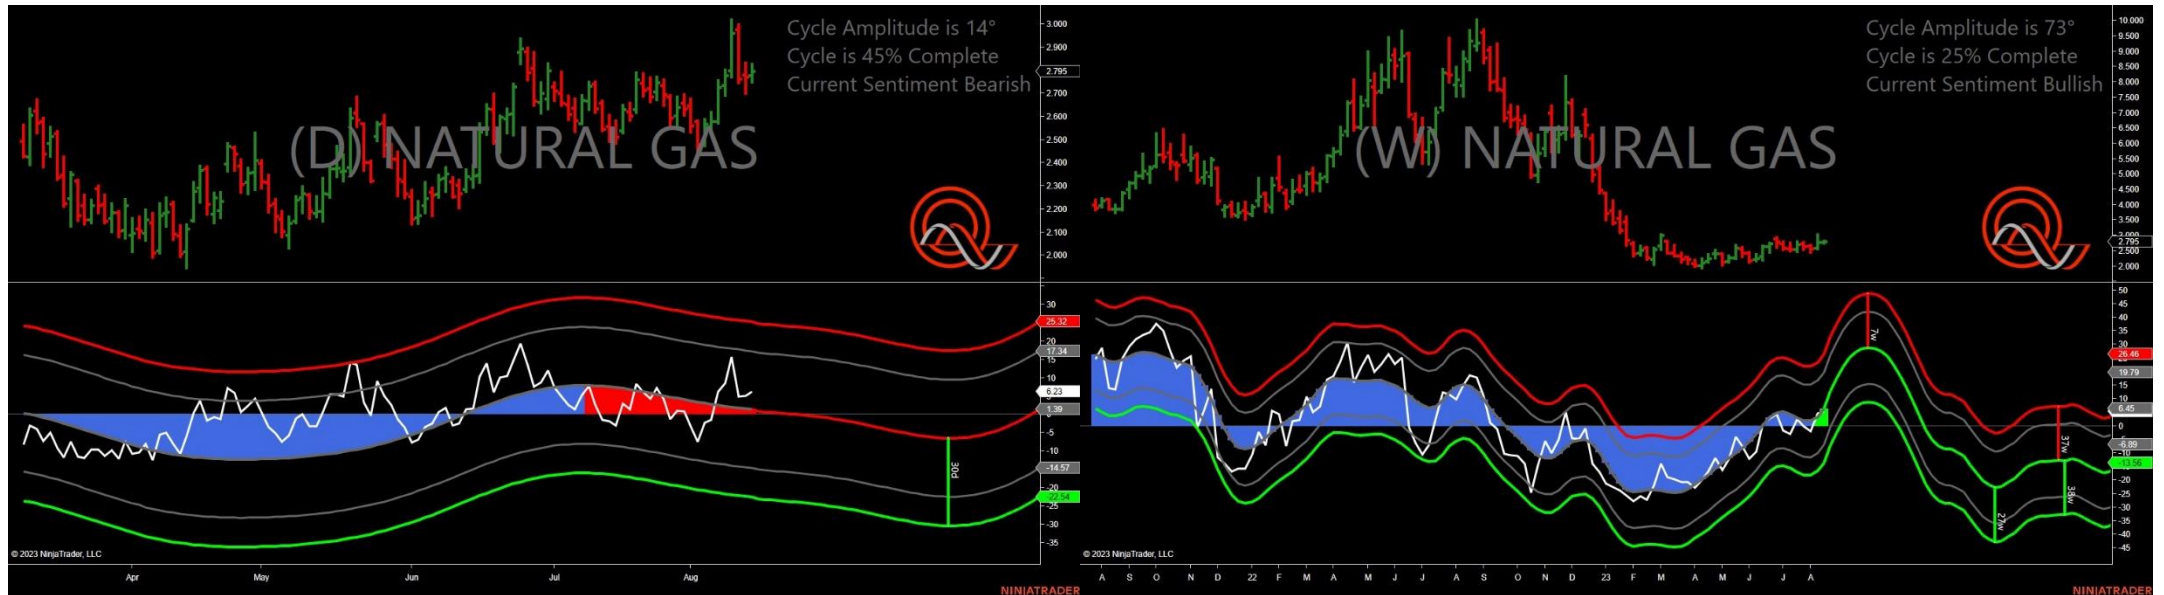 Cycle Amplitude is 14°
Cycle is 45% Complete
Current Sentiment Bearish
(D) NATURAL GAS
3.000
2.900
2.795
2.700
2.600
2.500
2.400
2.300
2.200
2.100
2.000
30
25.32
17.34
10
6.23
1.39
-5
-10
-14.57
-20
-22.54
-25
-30
-35
30d
© 2023 NinjaTrader, LLC
Apr
May
Jun
Jul
Aug
NINJATRADER
Cycle Amplitude is 73°
Cycle is 25% Complete
Current Sentiment Bullish
(W) NATURAL GAS
10.000
9.500
9.000
8.500
8.000
7.500
7.000
6.500
6.000
5.500
5.000
4.500
4.000
3.500
2.795
2.500
2.000
50
45
40
35
30
26.46
19.79
15
10
6.45
0
-6.89
-13.56
-20
-25
-30
-35
-40
-45
7w
37w
38w
27w
© 2023 NinjaTrader, LLC
A S O N D 22 F M A M J J A S O N D 23 F M A M J J A
NINJATRADER